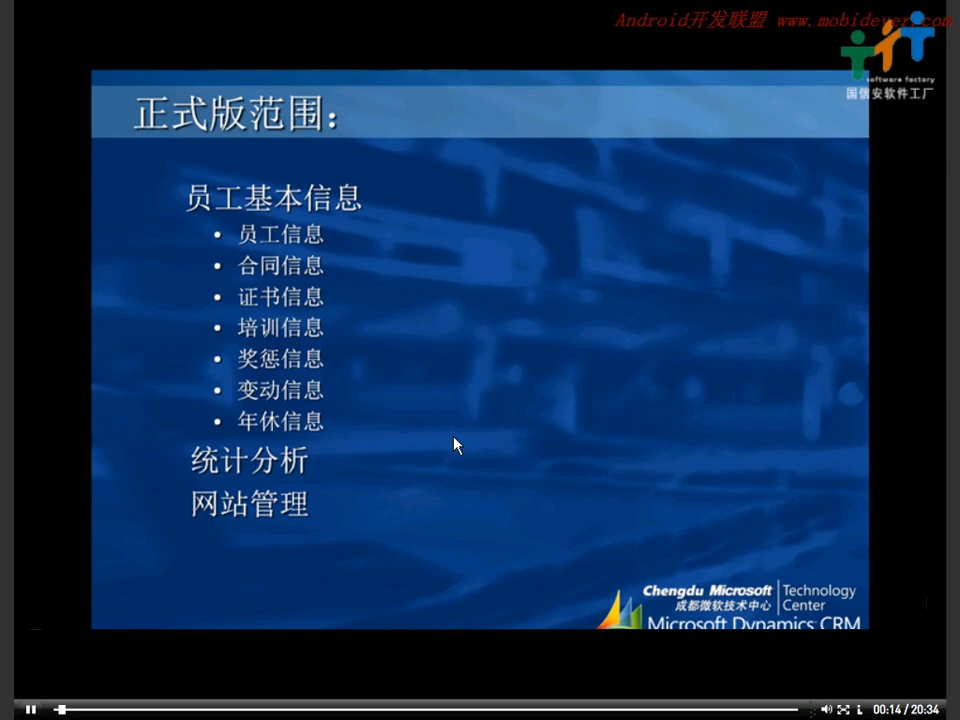 Android开发联盟 www.mobidever.com
software factory
国信安软件工厂
正式版范围：
员工基本信息
• 员工信息
• 合同信息
• 证书信息
• 培训信息
• 奖惩信息
• 变动信息
• 年休信息
统计分析
网站管理
Chengdu Microsoft Technology
成都微软技术中心 Center
Microsoft Dynamics CRM
00:14 / 20:34